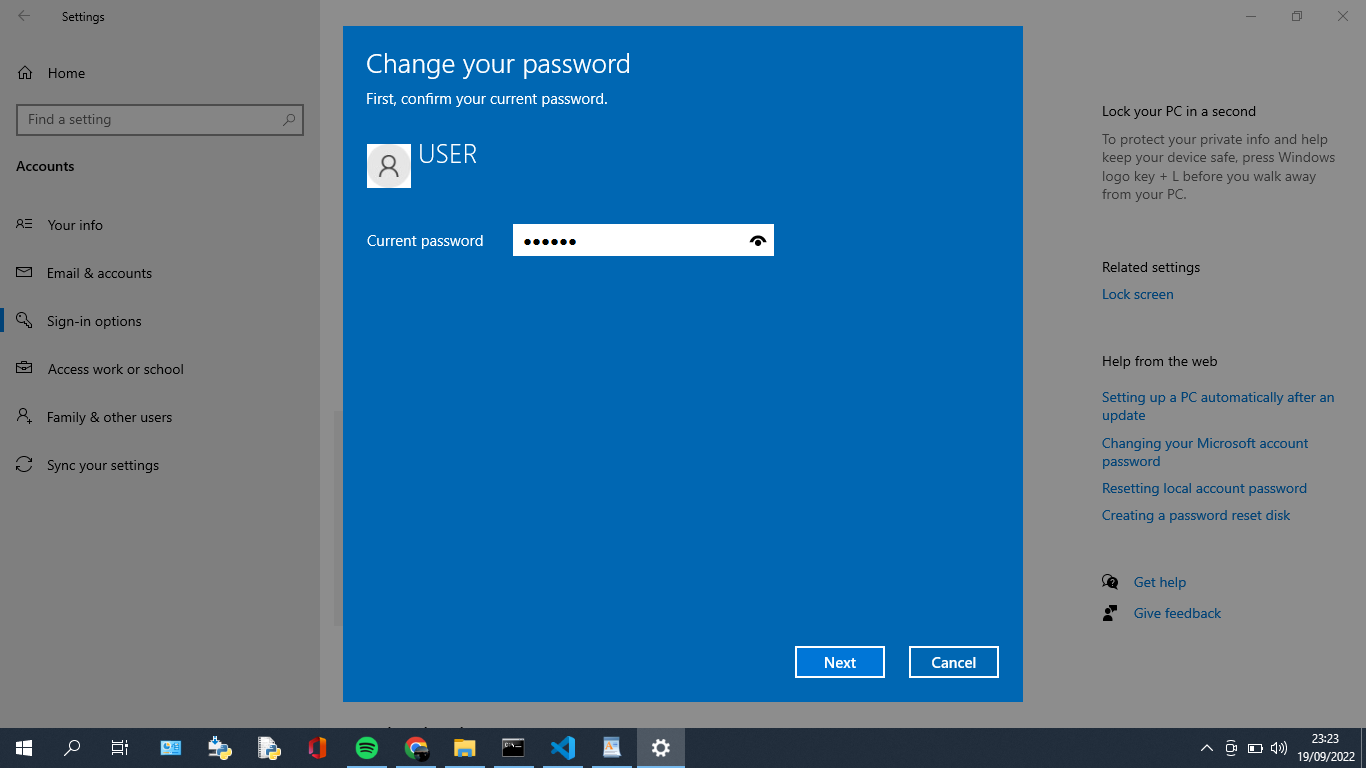 Settings
Home
Find a setting
Accounts
Your info
Email & accounts
Sign-in options
Access work or school
Family & other users
Sync your settings
Change your password
First, confirm your current password.
USER
Current password
Next
Cancel
Lock your PC in a second
To protect your private info and help
keep your device safe, press Windows
logo key + L before you walk away
from your PC.
Related settings
Lock screen
Help from the web
Setting up a PC automatically after an
update
Changing your Microsoft account
password
Resetting local account password
Creating a password reset disk
Get help
Give feedback
23:23
19/09/2022